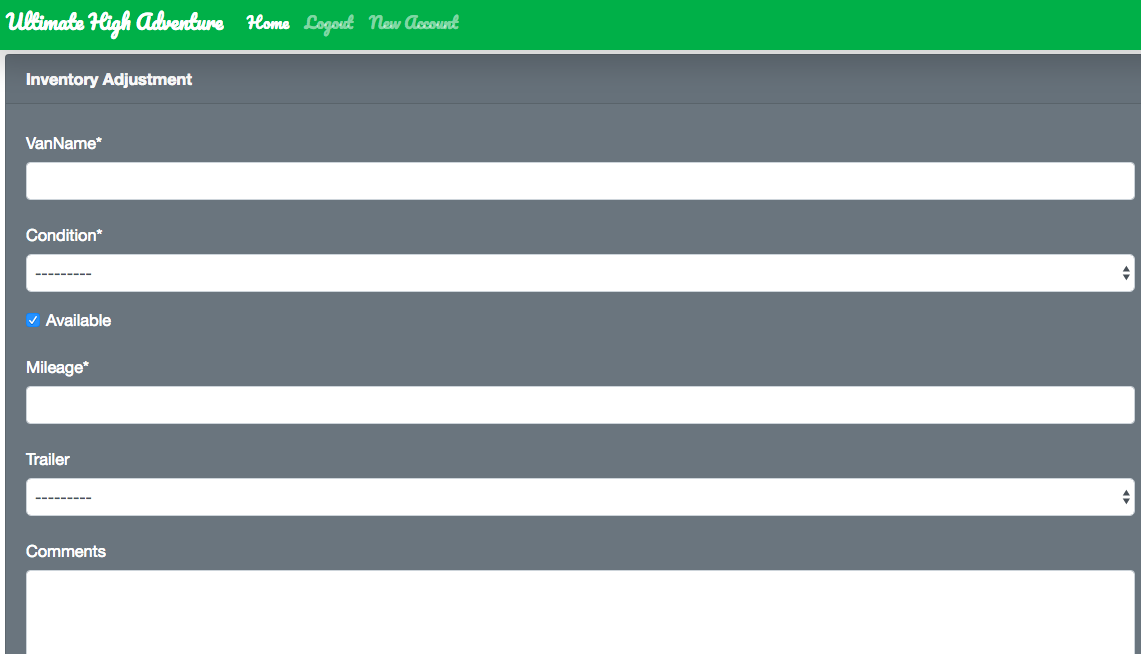 Ultimate High Adventure Home Logout New Account
Inventory Adjustment
VanName*
Condition*
---------
Available
Mileage*
Trailer
---------
Comments